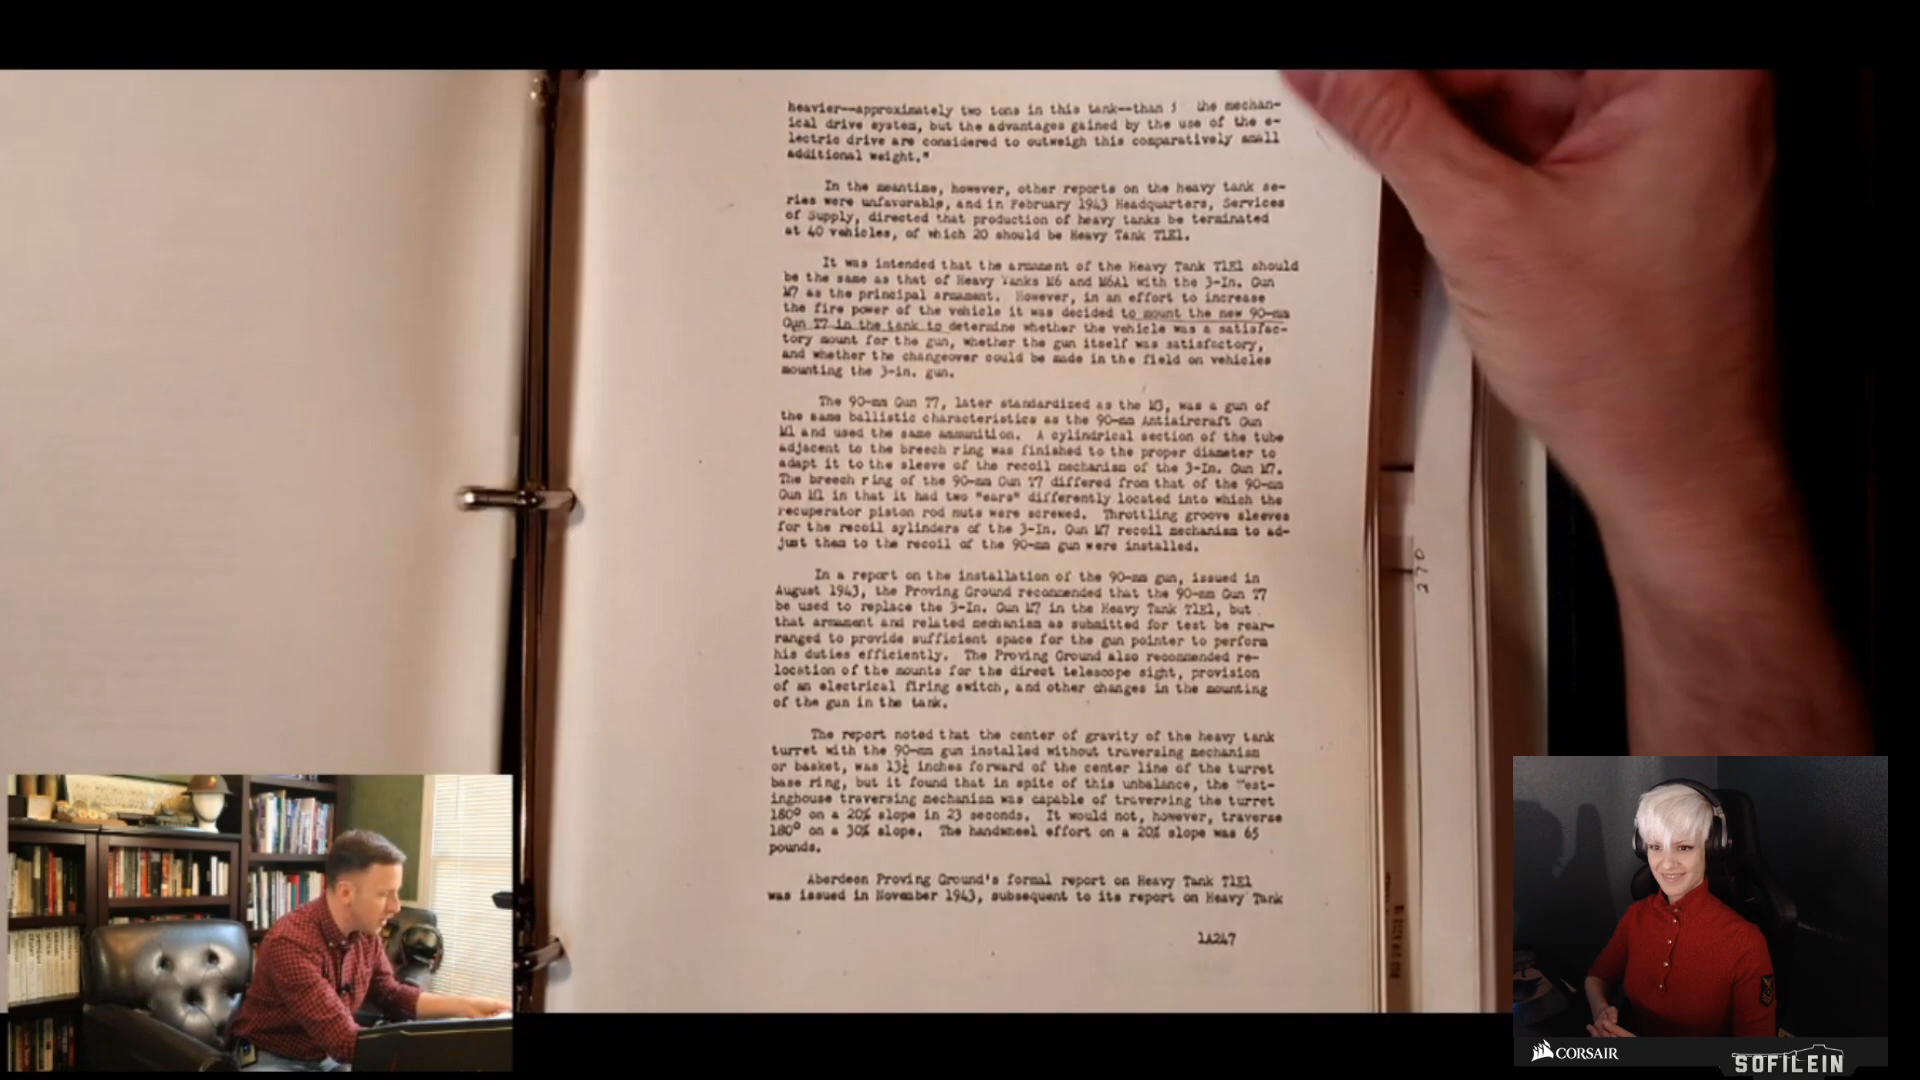 heavier--approximately two tons in this tank--than the mechan-
ical drive system, but the advantages gained by the use of the e-
lectric drive are considered to outweigh this comparatively small
additional weight."
In the meantime, however, other reports on the heavy tank se-
ries were unfavorable, and in February 1943 Headquarters, Services
of Supply, directed that production of heavy tanks be terminated
at 40 vehicles, of which 20 should be Heavy Tank T1E1.
It was intended that the armament of the Heavy Tank T1E1 should
be the same as that of Heavy Tanks M6 and M6A1 with the 3-In. Gun
M7 as the principal armament. However, in an effort to increase
the fire power of the vehicle it was decided to mount the new 90-mm
Gun T7 in the tank to determine whether the vehicle was a satisfac-
tory mount for the gun, whether the gun itself was satisfactory,
and whether the changeover could be made in the field on vehicles
mounting the 3-in. gun.
The 90-mm Gun T7, later standardized as the M3, was a gun of
the same ballistic characteristics as the 90-mm Antiaircraft Gun
M1 and used the same ammunition. A cylindrical section of the tube
adjacent to the breech ring was finished to the proper diameter to
adapt it to the sleeve of the recoil mechanism of the 3-In. Gun M7.
The breech ring of the 90-mm Gun T7 differed from that of the 90-mm
Gun M1 in that it had two "ears" differently located into which the
recuperator piston rod nuts were screwed. Throttling groove sleeves
for the recoil sylinders of the 3-In. Gun M7 recoil mechanism to ad-
just them to the recoil of the 90-mm gun were installed.
In a report on the installation of the 90-mm gun, issued in
August 1943, the Proving Ground recommended that the 90-mm Gun T7
be used to replace the 3-In. Gun M7 in the Heavy Tank T1E1, but
that armament and related mechanism as submitted for test be rear-
ranged to provide sufficient space for the gun pointer to perform
his duties efficiently. The Proving Ground also recommended re-
location of the mounts for the direct telescope sight, provision
of an electrical firing switch, and other changes in the mounting
of the gun in the tank.
The report noted that the center of gravity of the heavy tank
turret with the 90-mm gun installed without traversing mechanism
or basket, was 13½ inches forward of the center line of the turret
base ring, but it found that in spite of this unbalance, the West-
inghouse traversing mechanism was capable of traversing the turret
180° on a 20% slope in 23 seconds. It would not, however, traverse
180° on a 30% slope. The handwheel effort on a 20% slope was 65
pounds.
Aberdeen Proving Ground's formal report on Heavy Tank T1E1
was issued in November 1943, subsequent to its report on Heavy Tank
1A247
270
CORSAIR
SOFILEIN